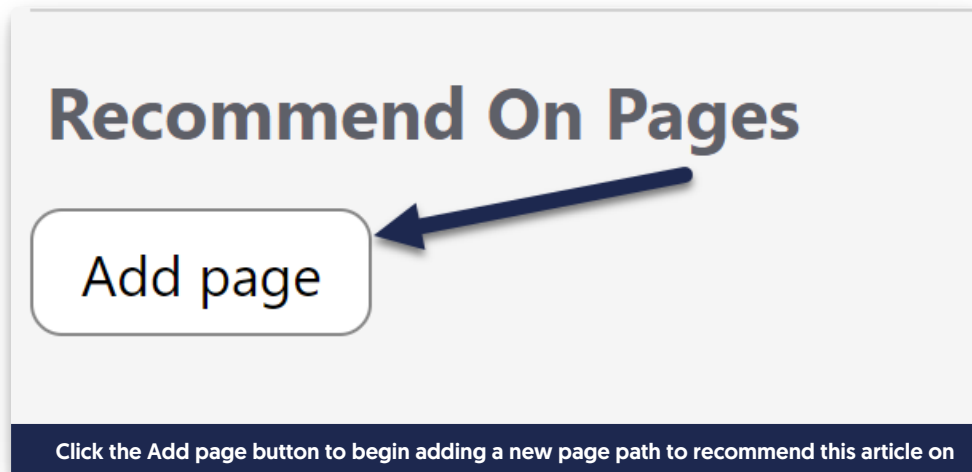 Recommend On Pages
Add page
Click the Add page button to begin adding a new page path to recommend this article on